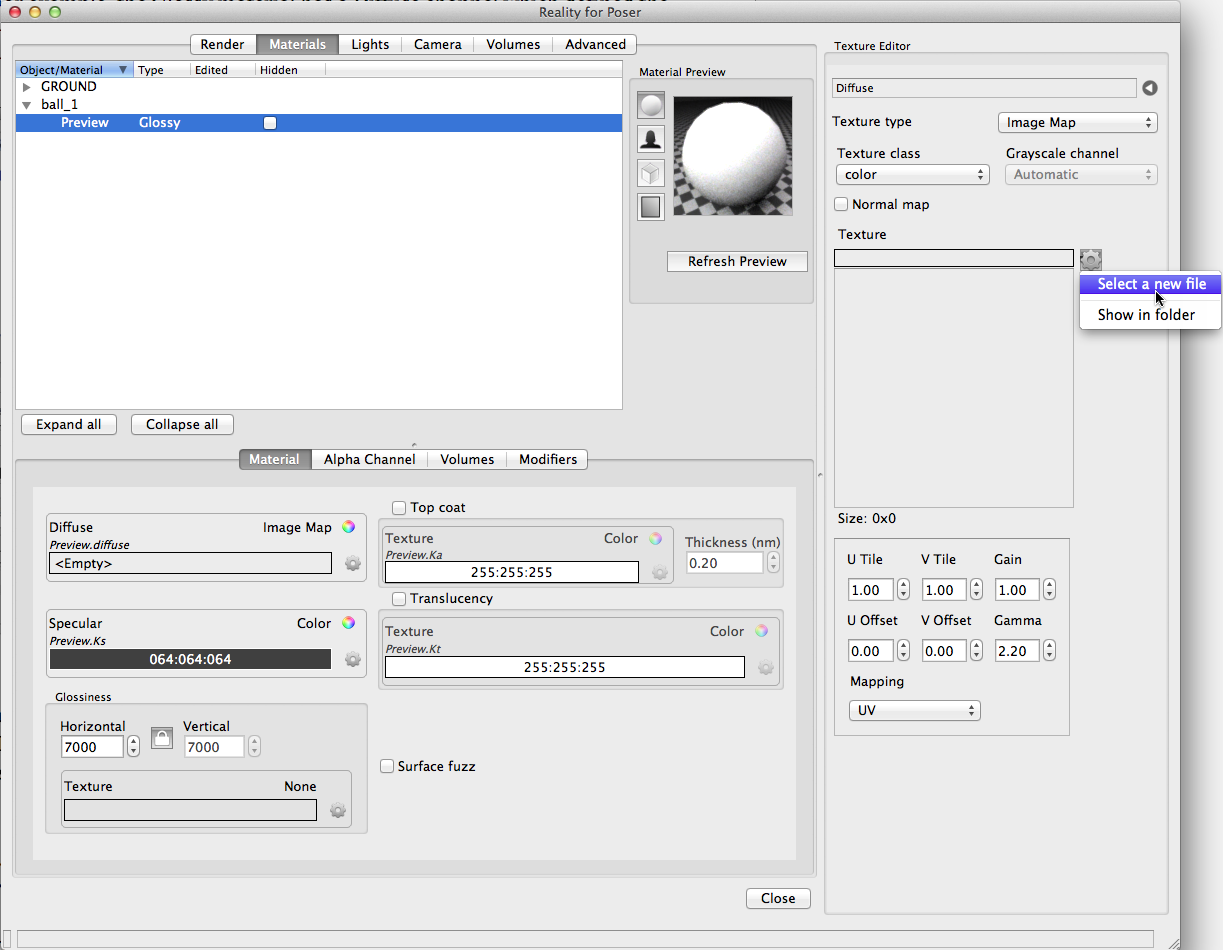 Reality for Poser
Render Materials Lights Camera Volumes Advanced
Object/Material Type Edited Hidden
GROUND
ball_1
Preview Glossy
Expand all Collapse all
Material Preview
Refresh Preview
Material Alpha Channel Volumes Modifiers
Diffuse Image Map
Preview.diffuse
<Empty>
Specular Color
Preview.Ks
064:064:064
Glossiness
Horizontal Vertical
7000 7000
Texture None
Top coat
Texture Color
Preview.Ka
255:255:255
Thickness (nm)
0.20
Translucency
Texture Color
Preview.Kt
255:255:255
Surface fuzz
Close
Texture Editor
Diffuse
Texture type Image Map
Texture class Grayscale channel
color Automatic
Normal map
Texture
Select a new file
Show in folder
Size: 0x0
U Tile V Tile Gain
1.00 1.00 1.00
U Offset V Offset Gamma
0.00 0.00 2.20
Mapping
UV